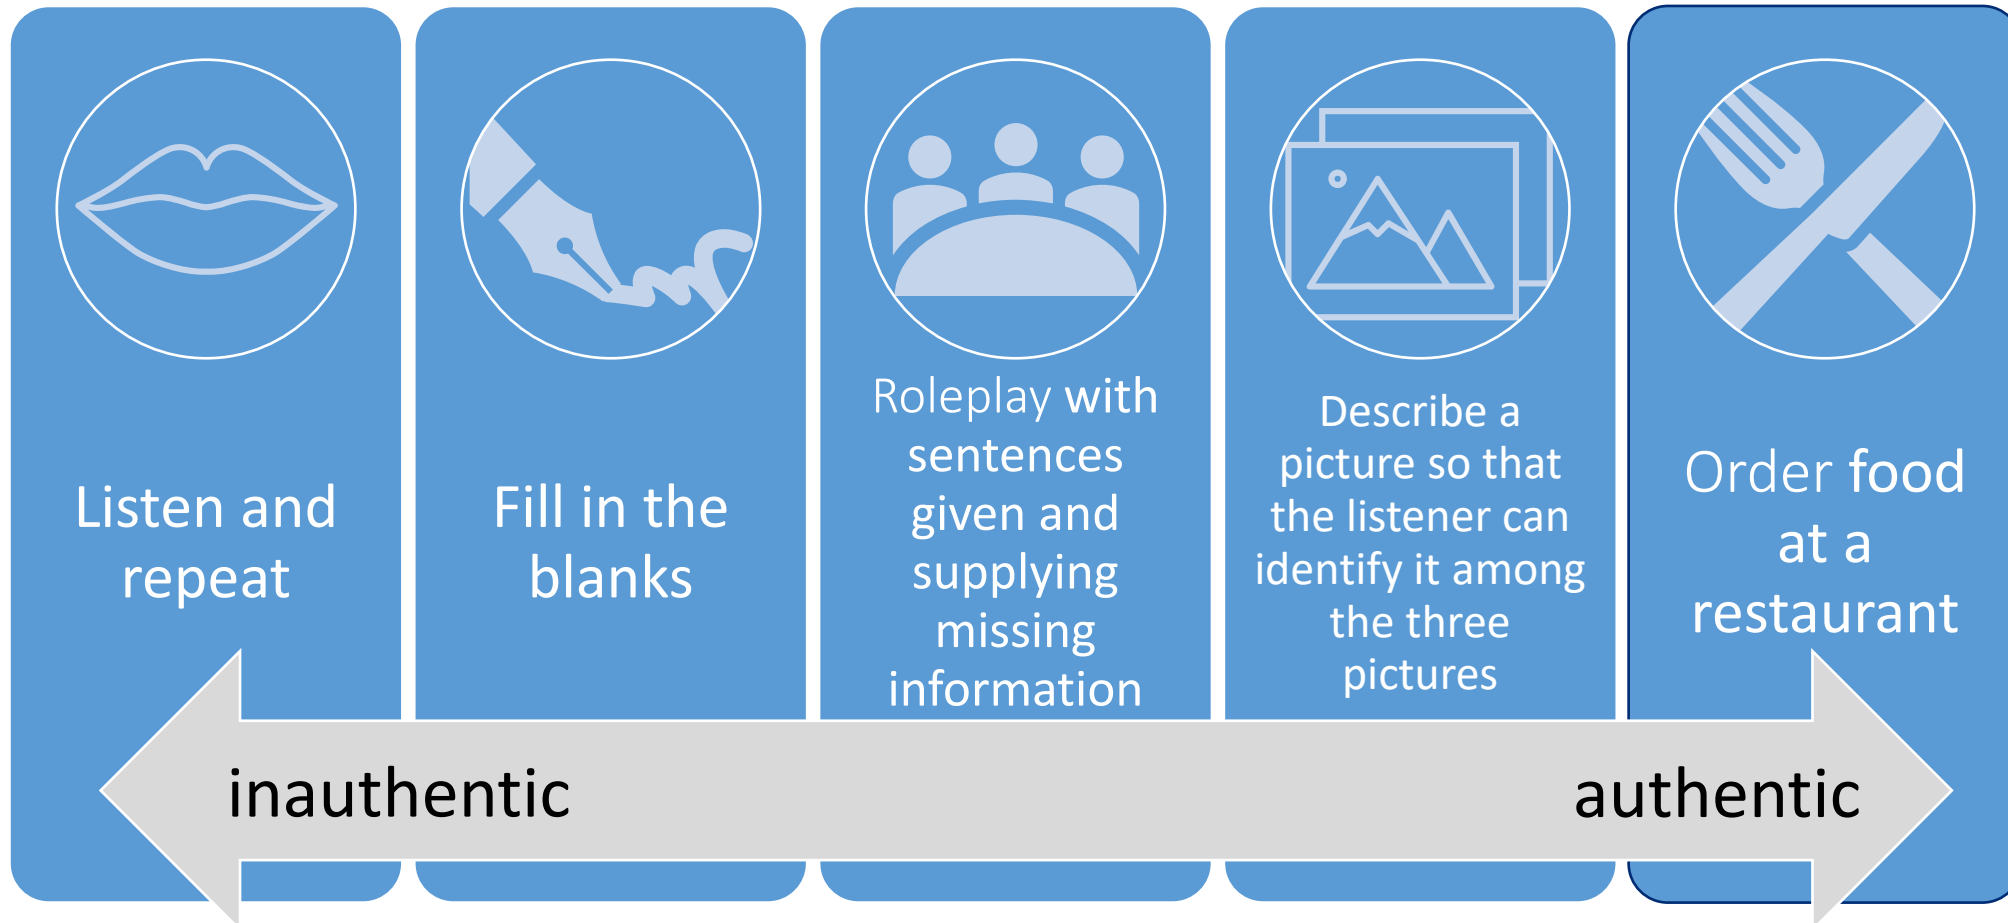 Listen and
repeat
Fill in the
blanks
Roleplay with
sentences
given and
supplying
missing
information
Describe a
picture so that
the listener can
identify it among
the three
pictures
Order food
at a
restaurant
inauthentic
authentic